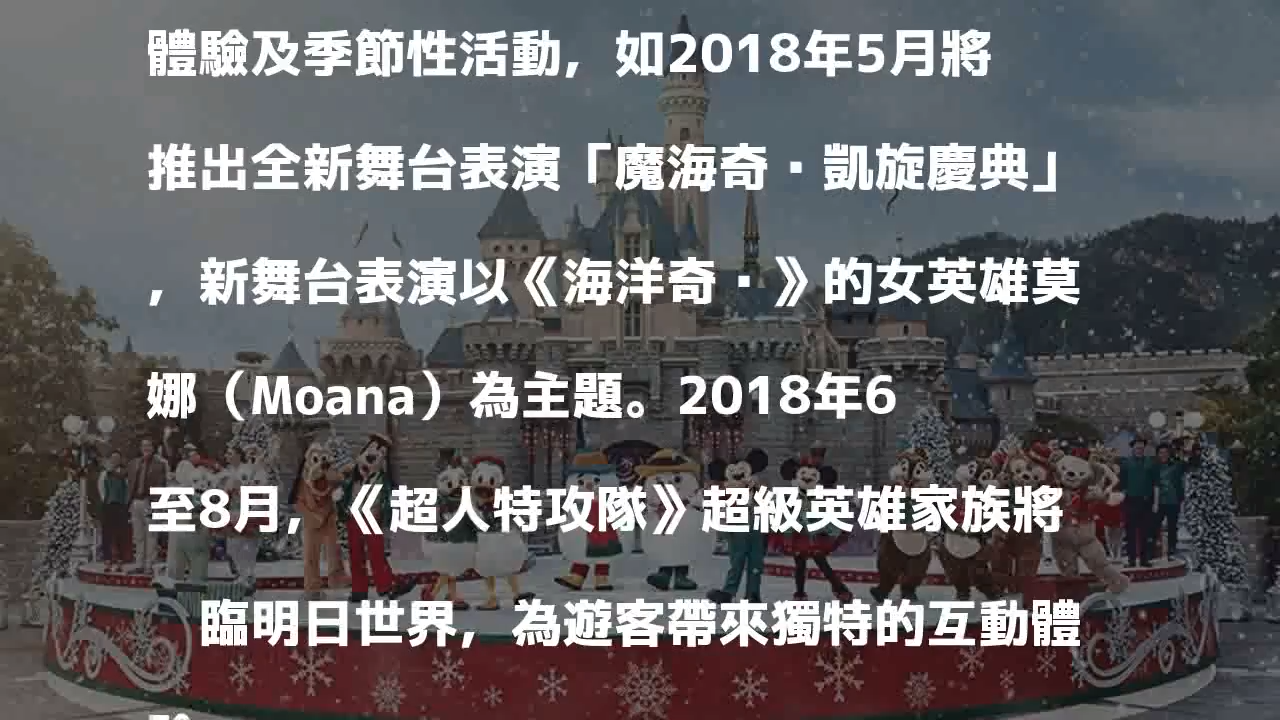 體驗及季節性活動，如2018年5月將
推出全新舞台表演「魔海奇·凱旋慶典」
，新舞台表演以《海洋奇·》的女英雄莫
娜（Moana）為主題。2018年6
至8月，《超人特攻隊》超級英雄家族將
臨明日世界，為遊客帶來獨特的互動體